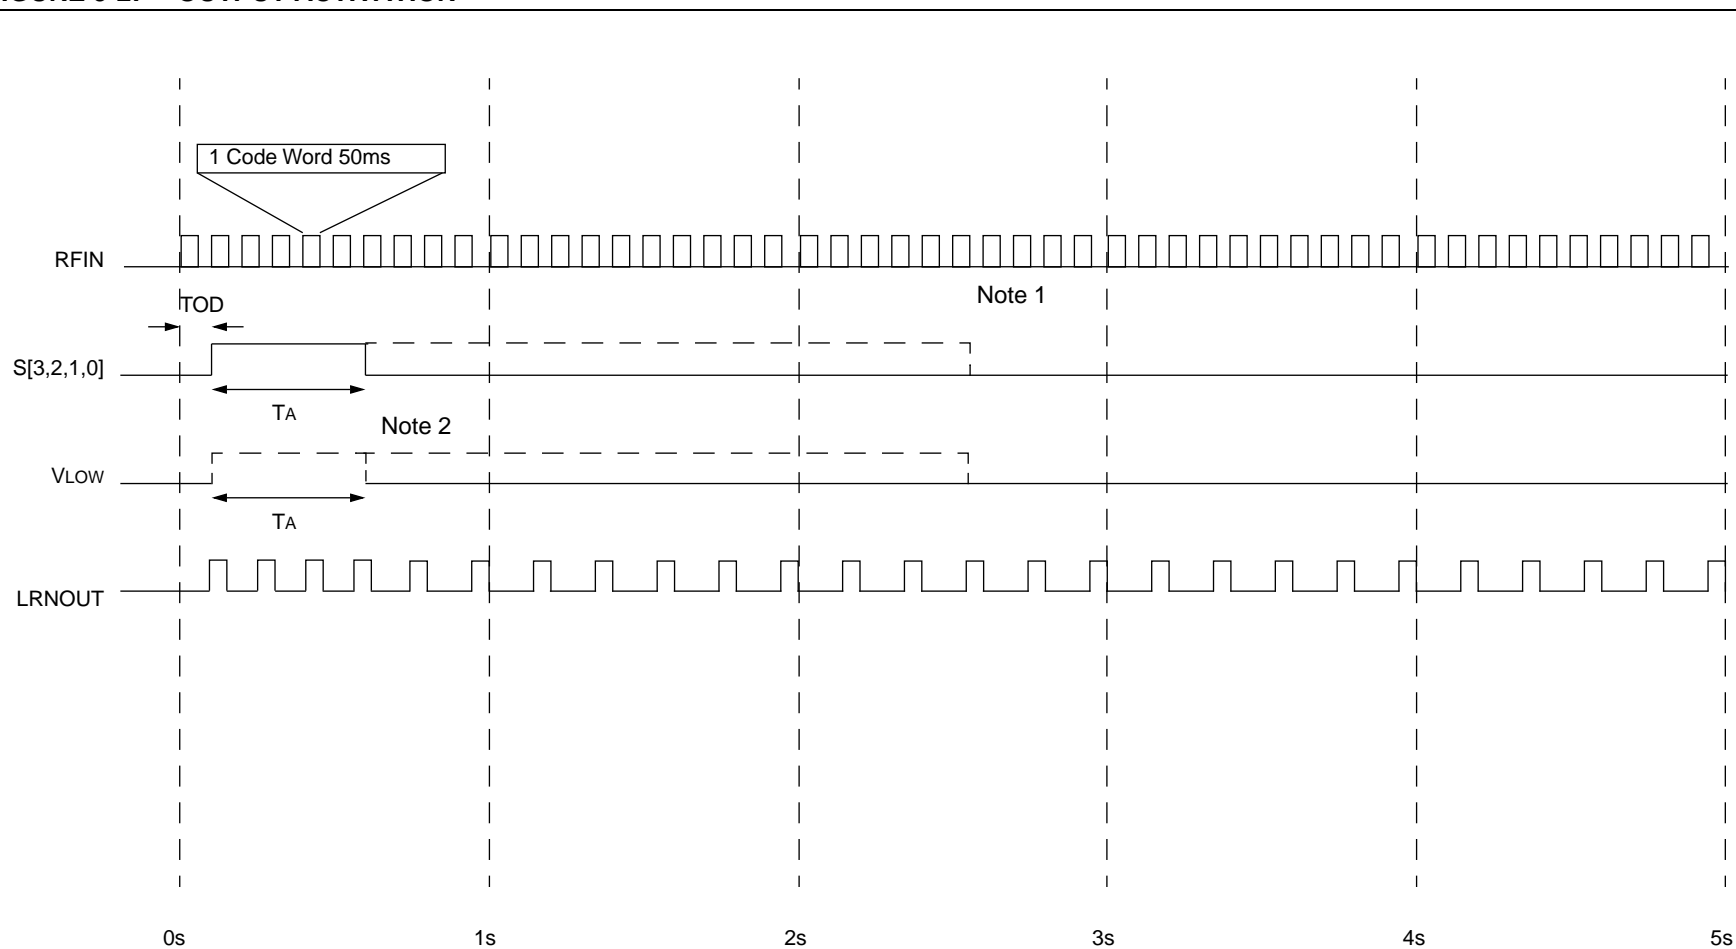 1 Code Word 50ms
RFIN
TOD
Note 1
S[3,2,1,0]
TA
Note 2
VLOW
TA
LRNOUT
0s 1s 2s 3s 4s 5s